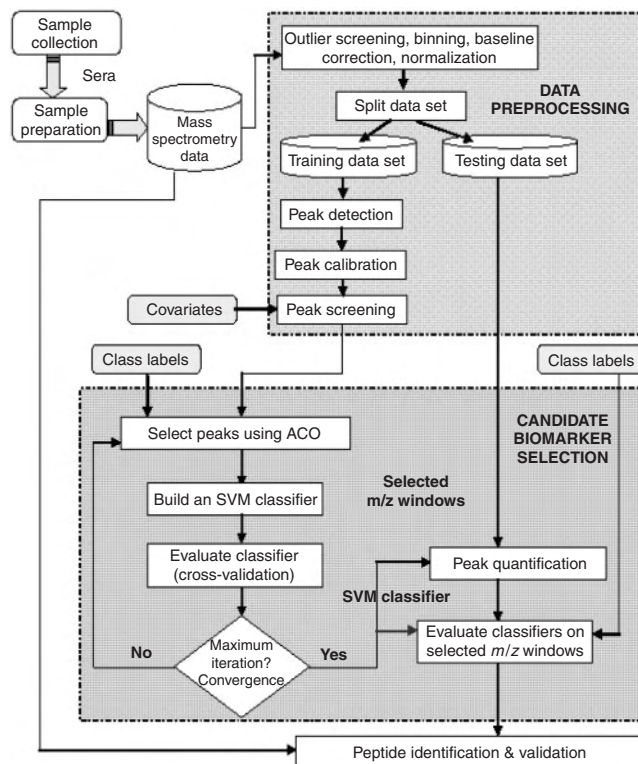 Sample
collection
Sera
Sample
preparation
Mass
spectrometry
data
Outlier screening, binning, baseline
correction, normalization
Split data set
DATA
PREPROCESSING
Training data set
Testing data set
Peak detection
Peak calibration
Covariates
Peak screening
Class labels
Class labels
Select peaks using ACO
CANDIDATE
BIOMARKER
SELECTION
Build an SVM classifier
Selected
m/z windows
Evaluate classifier
(cross-validation)
Peak quantification
SVM classifier
Evaluate classifiers on
selected m/z windows
No
Maximum
iteration?
Convergence
Yes
Peptide identification & validation